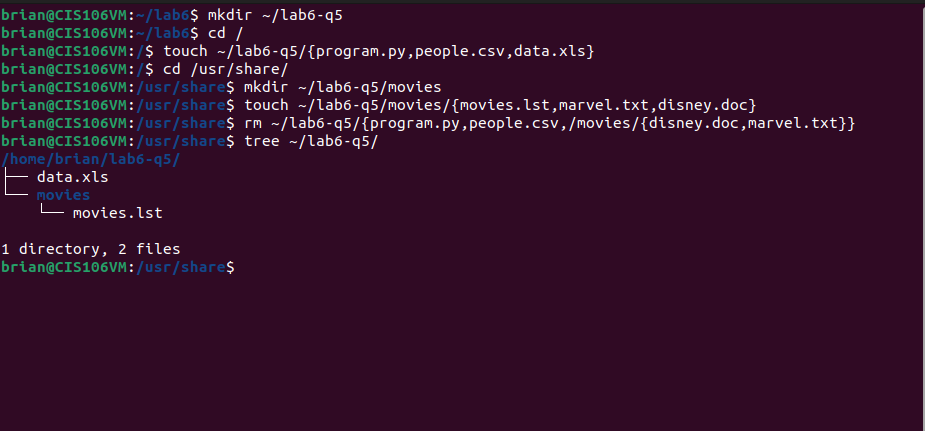 brian@CIS106VM:~/lab6$ mkdir ~/lab6-q5
brian@CIS106VM:~/lab6$ cd /
brian@CIS106VM:/$ touch ~/lab6-q5/{program.py,people.csv,data.xls}
brian@CIS106VM:/$ cd /usr/share/
brian@CIS106VM:/usr/share$ mkdir ~/lab6-q5/movies
brian@CIS106VM:/usr/share$ touch ~/lab6-q5/movies/{movies.lst,marvel.txt,disney.doc}
brian@CIS106VM:/usr/share$ rm ~/lab6-q5/{program.py,people.csv,/movies/{disney.doc,marvel.txt}}
brian@CIS106VM:/usr/share$ tree ~/lab6-q5/
/home/brian/lab6-q5/
├── data.xls
└── movies
    └── movies.lst
1 directory, 2 files
brian@CIS106VM:/usr/share$